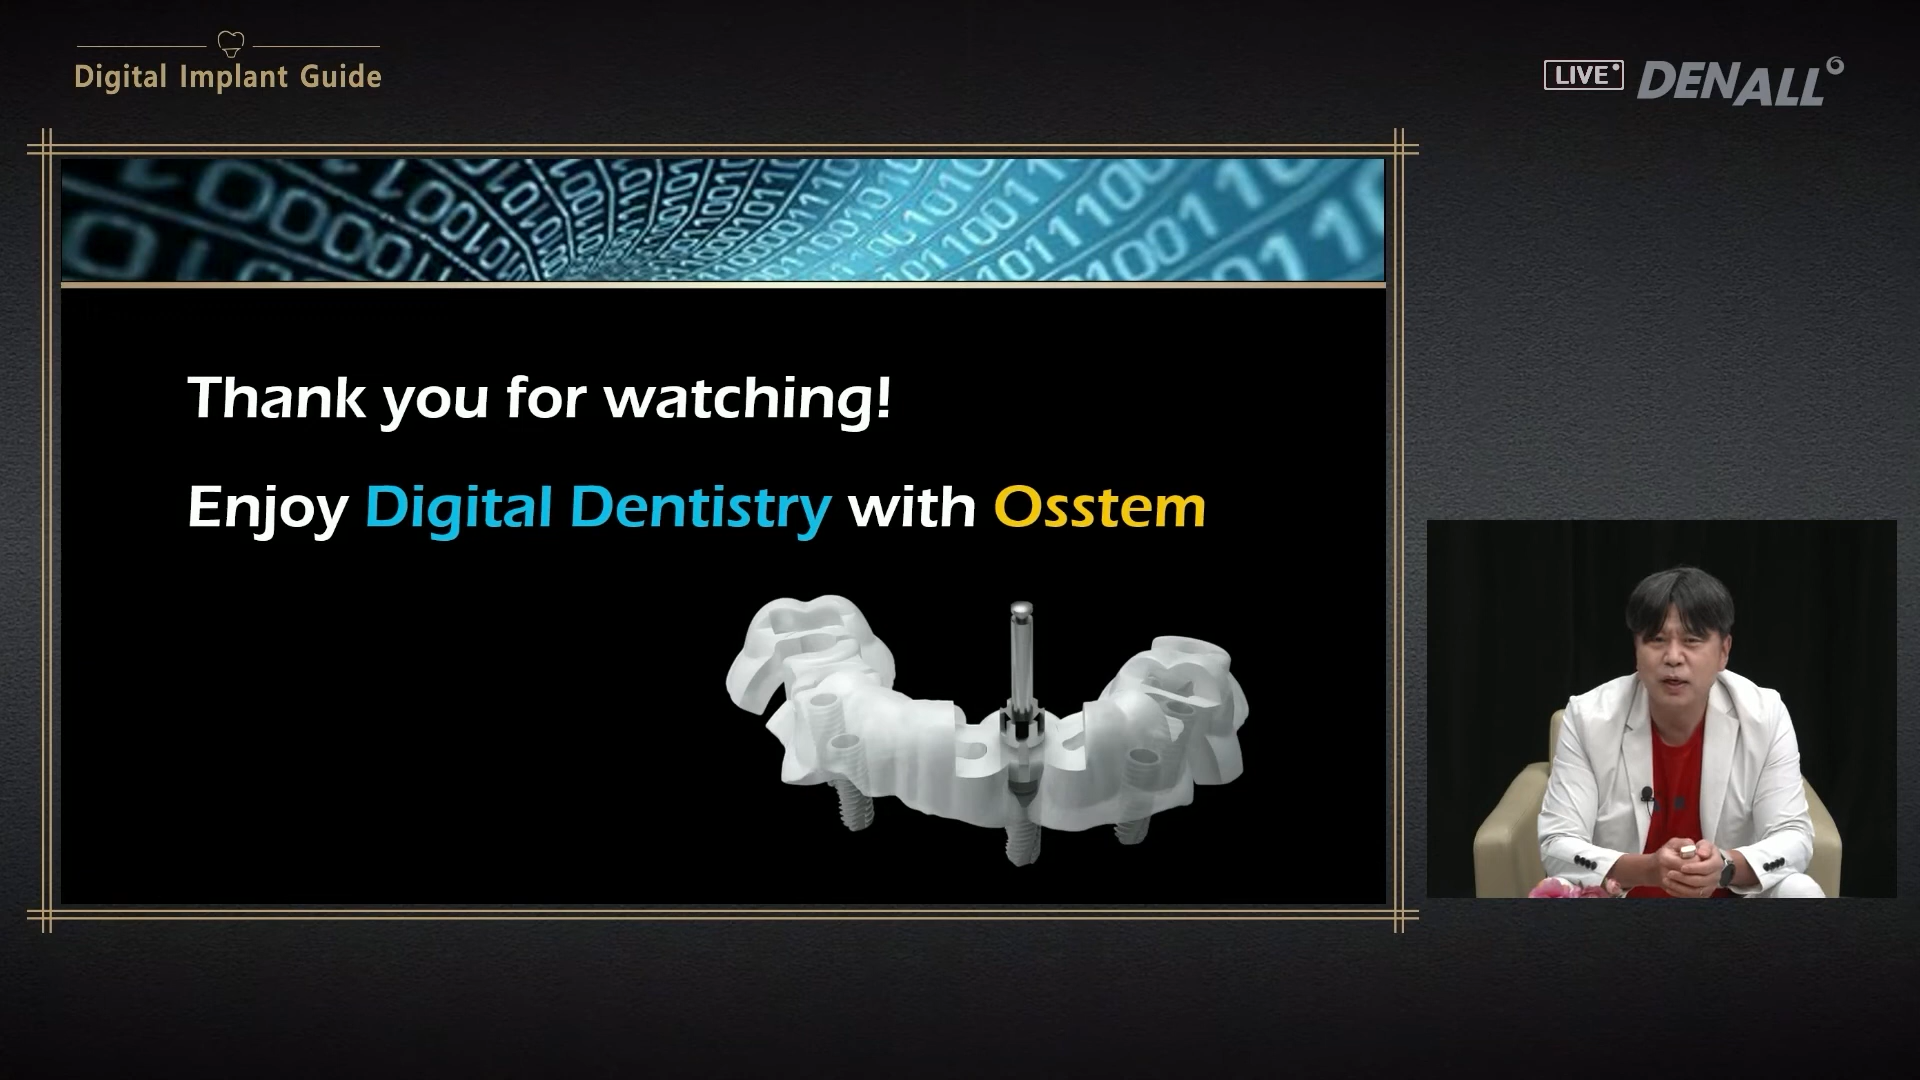 Digital Implant Guide
LIVE
DENALL
Thank you for watching!
Enjoy Digital Dentistry with Osstem